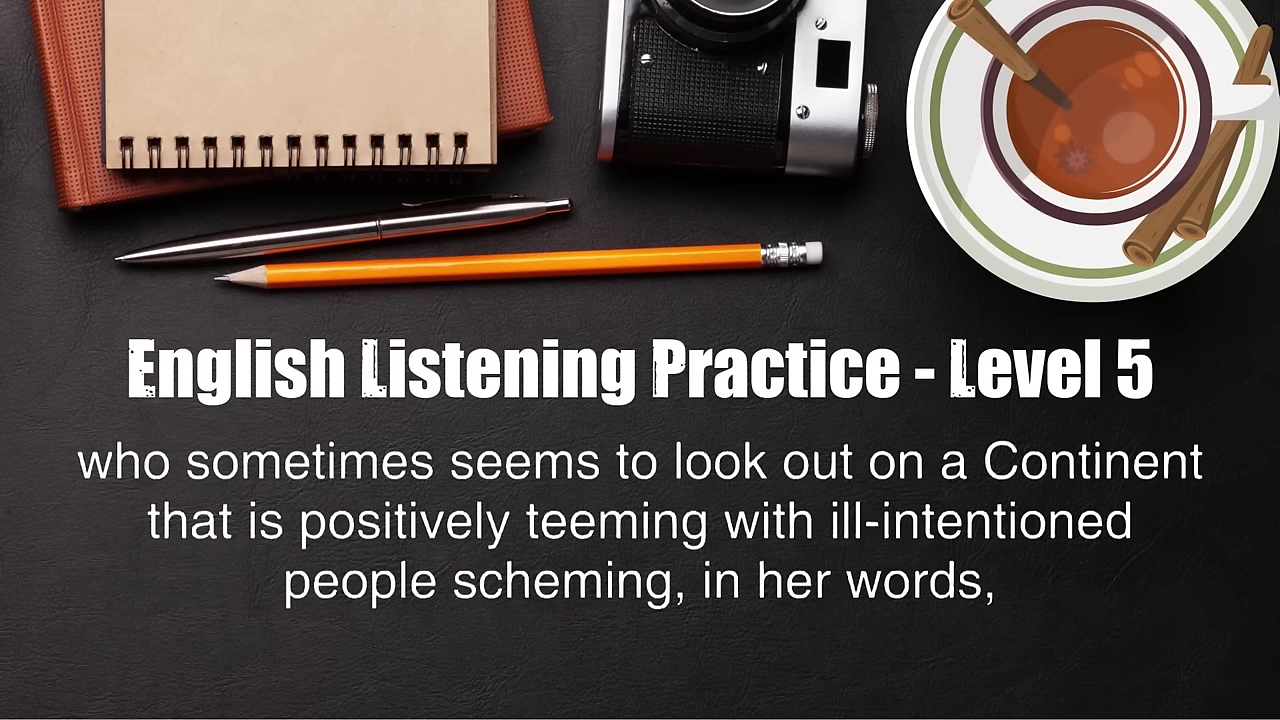 English Listening Practice - Level 5
who sometimes seems to look out on a Continent
that is positively teeming with ill-intentioned
people scheming, in her words,